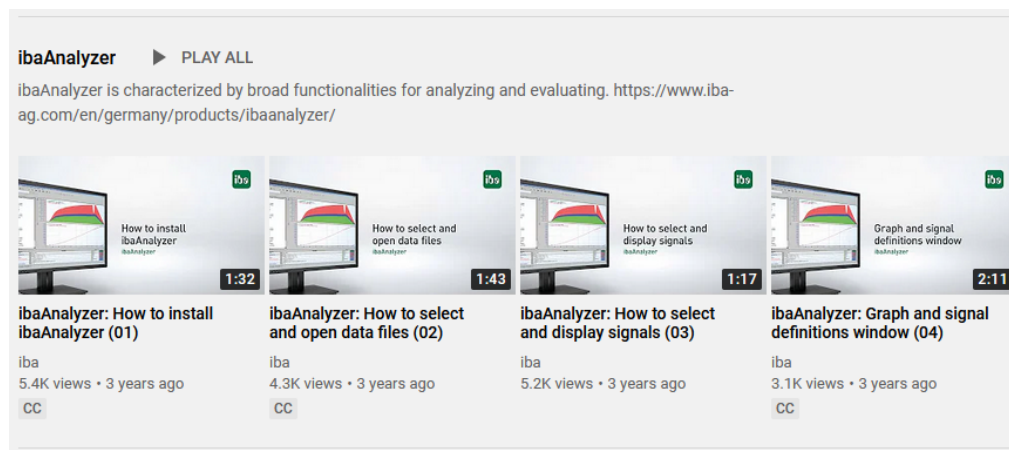 ibaAnalyzer PLAY ALL
ibaAnalyzer is characterized by broad functionalities for analyzing and evaluating. https://www.iba-
ag.com/en/germany/products/ibaanalyzer/
iba
How to install
ibaAnalyzer
ibaAnalyzer
1:32
iba
How to select and
open data files
ibaAnalyzer
1:43
iba
How to select and
display signals
ibaAnalyzer
1:17
iba
Graph and signal
definitions window
ibaAnalyzer
2:11
ibaAnalyzer: How to install
ibaAnalyzer (01)
iba
5.4K views • 3 years ago
CC
ibaAnalyzer: How to select
and open data files (02)
iba
4.3K views • 3 years ago
CC
ibaAnalyzer: How to select
and display signals (03)
iba
5.2K views • 3 years ago
ibaAnalyzer: Graph and signal
definitions window (04)
iba
3.1K views • 3 years ago
CC